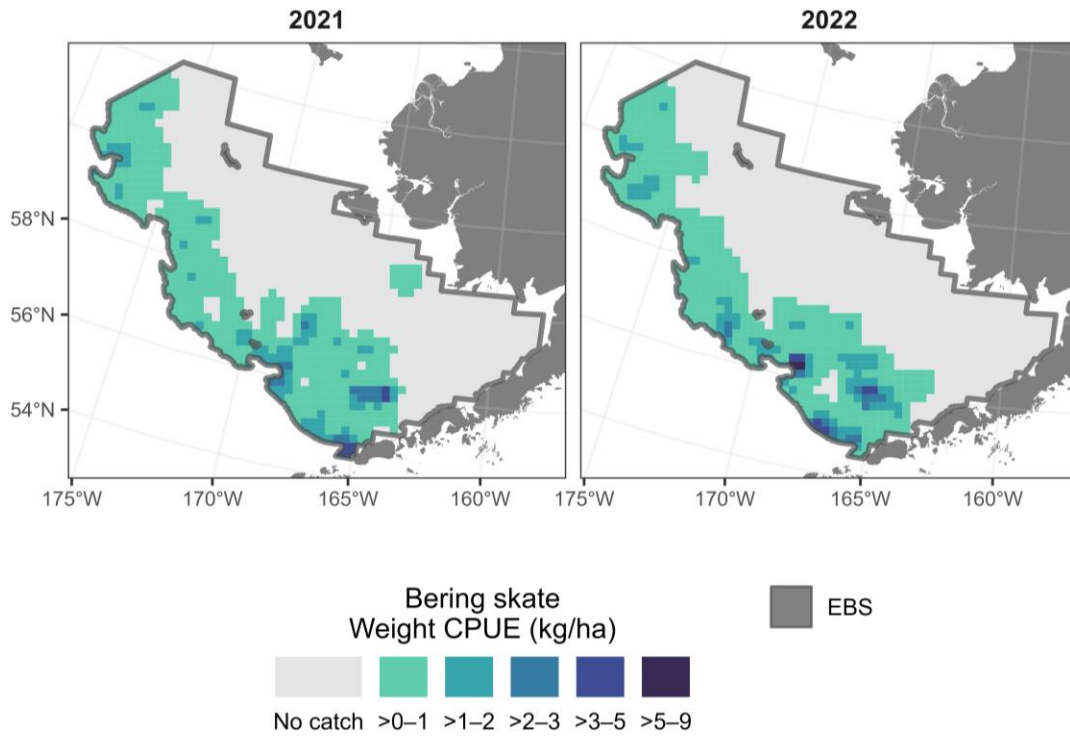 2021
2022
58°N
56°N
54°N
175°W 170°W 165°W 160°W
175°W 170°W 165°W 160°W
Bering skate
Weight CPUE (kg/ha)
No catch >0–1 >1–2 >2–3 >3–5 >5–9
EBS